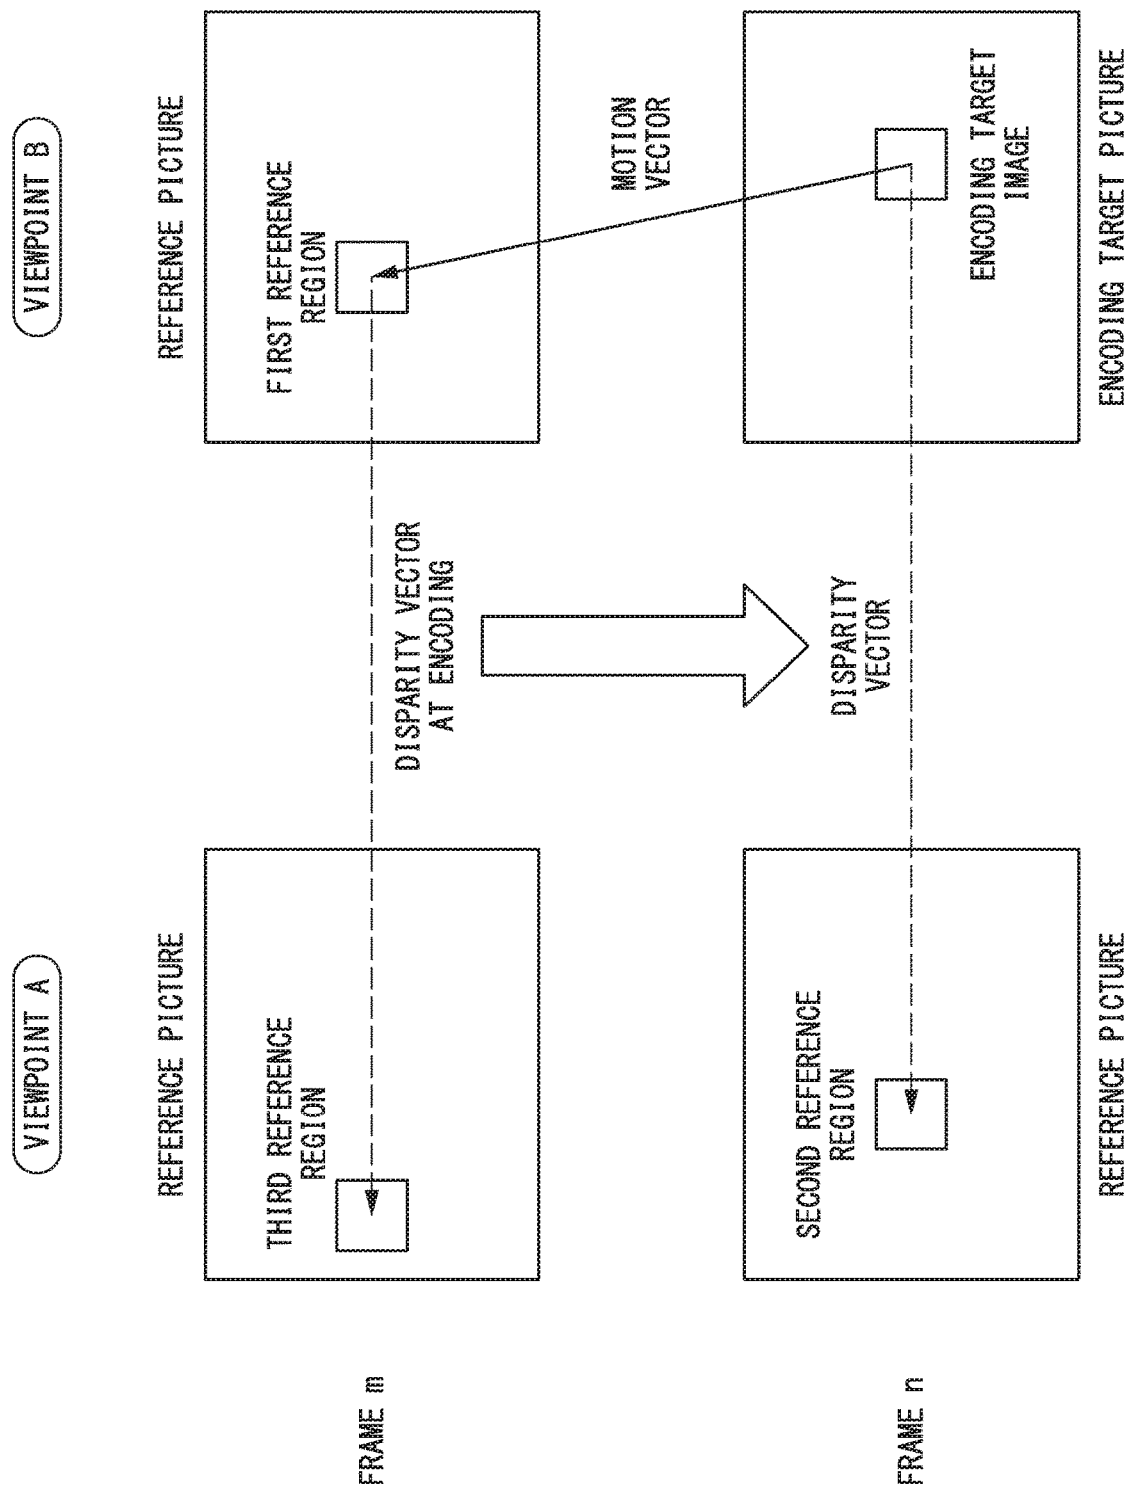 VIEWPOINT A
VIEWPOINT B
REFERENCE PICTURE
REFERENCE PICTURE
FRAME m
THIRD REFERENCE
REGION
FIRST REFERENCE
REGION
DISPARITY VECTOR
AT ENCODING
MOTION
VECTOR
FRAME n
SECOND REFERENCE
REGION
DISPARITY
VECTOR
ENCODING TARGET
IMAGE
REFERENCE PICTURE
ENCODING TARGET PICTURE